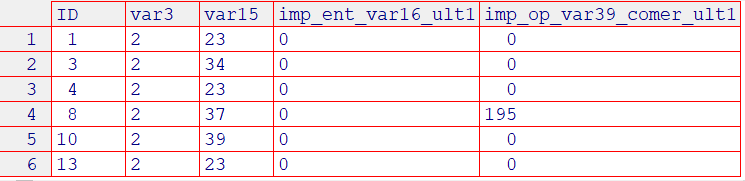 ID var3 var15 imp_ent_var16_ult1 imp_op_var39_comer_ult1
1 1 2 23 0 0
2 3 2 34 0 0
3 4 2 23 0 0
4 8 2 37 0 195
5 10 2 39 0 0
6 13 2 23 0 0